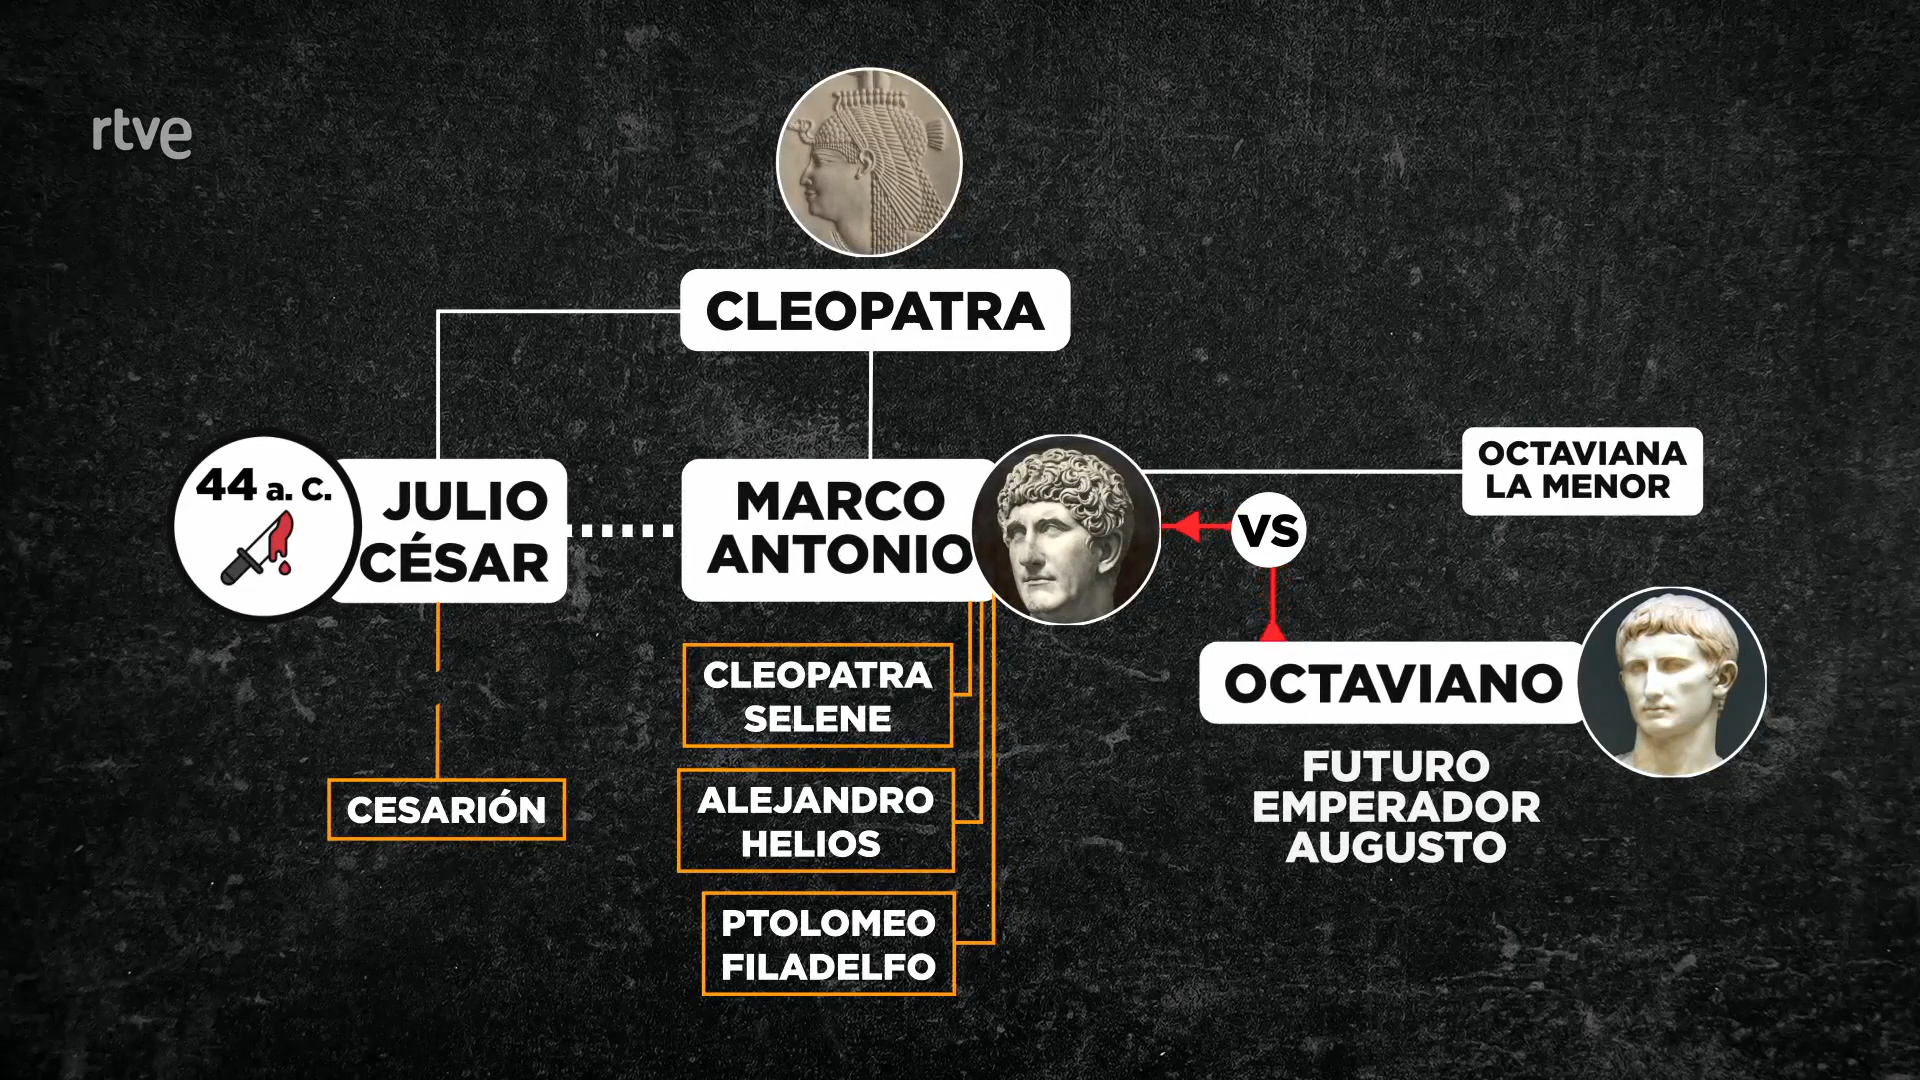 rtve
CLEOPATRA
44 a. C.
JULIO
CÉSAR
MARCO
ANTONIO
OCTAVIANA
LA MENOR
VS
CLEOPATRA
SELENE
OCTAVIANO
FUTURO
EMPERADOR
AUGUSTO
CESARIÓN
ALEJANDRO
HELIOS
PTOLOMEO
FILADELFO